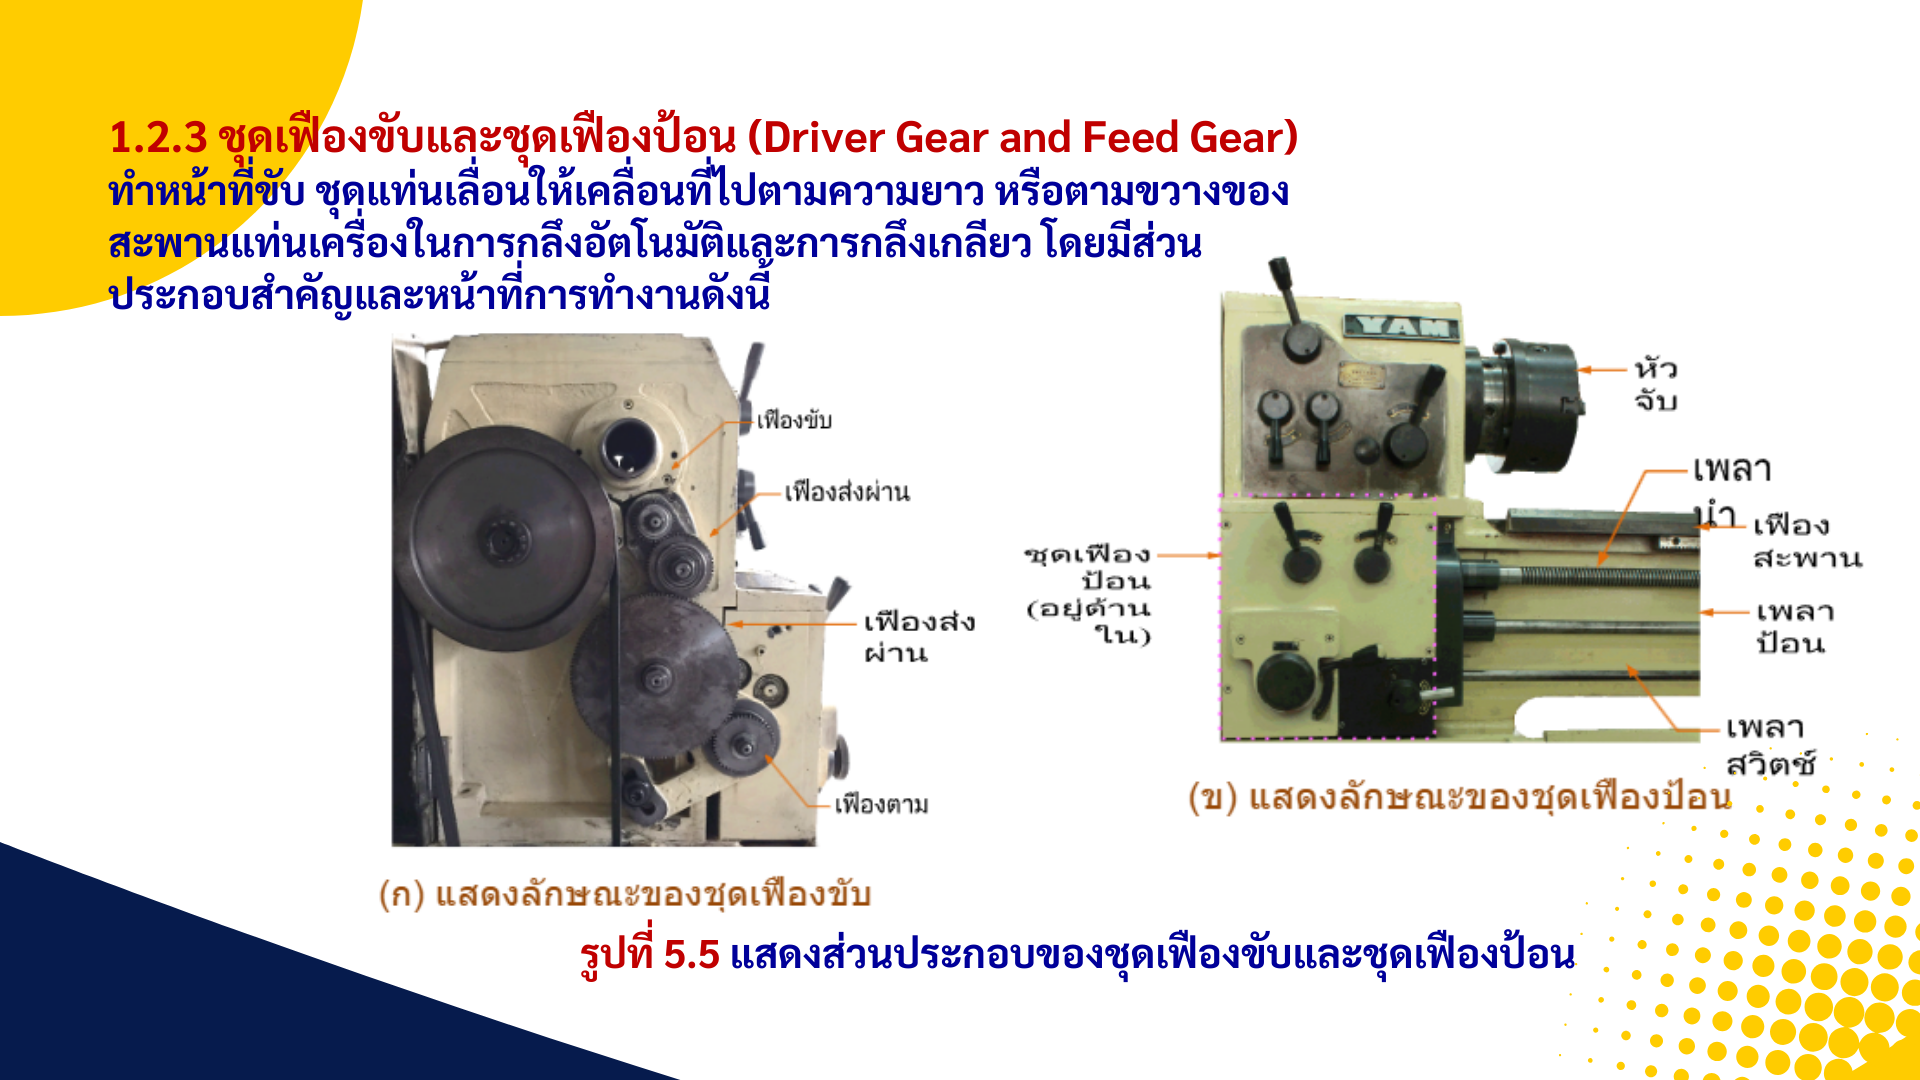 1.2.3 ชุดเฟืองขับและชุดเฟืองป้อน (Driver Gear and Feed Gear)
ทำหน้าที่ขับ ชุดแท่นเลื่อนให้เคลื่อนที่ไปตามความยาว หรือตามขวางของ
สะพานแท่นเครื่องในการกลึงอัตโนมัติและการกลึงเกลียว โดยมีส่วน
ประกอบสำคัญและหน้าที่การทำงานดังนี้
เฟืองขับ
เฟืองส่งผ่าน
เฟืองส่ง
ผ่าน
เฟืองตาม
(ก) แสดงลักษณะของชุดเฟืองขับ
YAM
หัว
จับ
เพลา
นำ
เฟือง
สะพาน
ชุดเฟือง
ป้อน
(อยู่ด้าน
ใน)
เพลา
ป้อน
เพลา
สวิตช์
(ข) แสดงลักษณะของชุดเฟืองป้อน
รูปที่ 5.5 แสดงส่วนประกอบของชุดเฟืองขับและชุดเฟืองป้อน